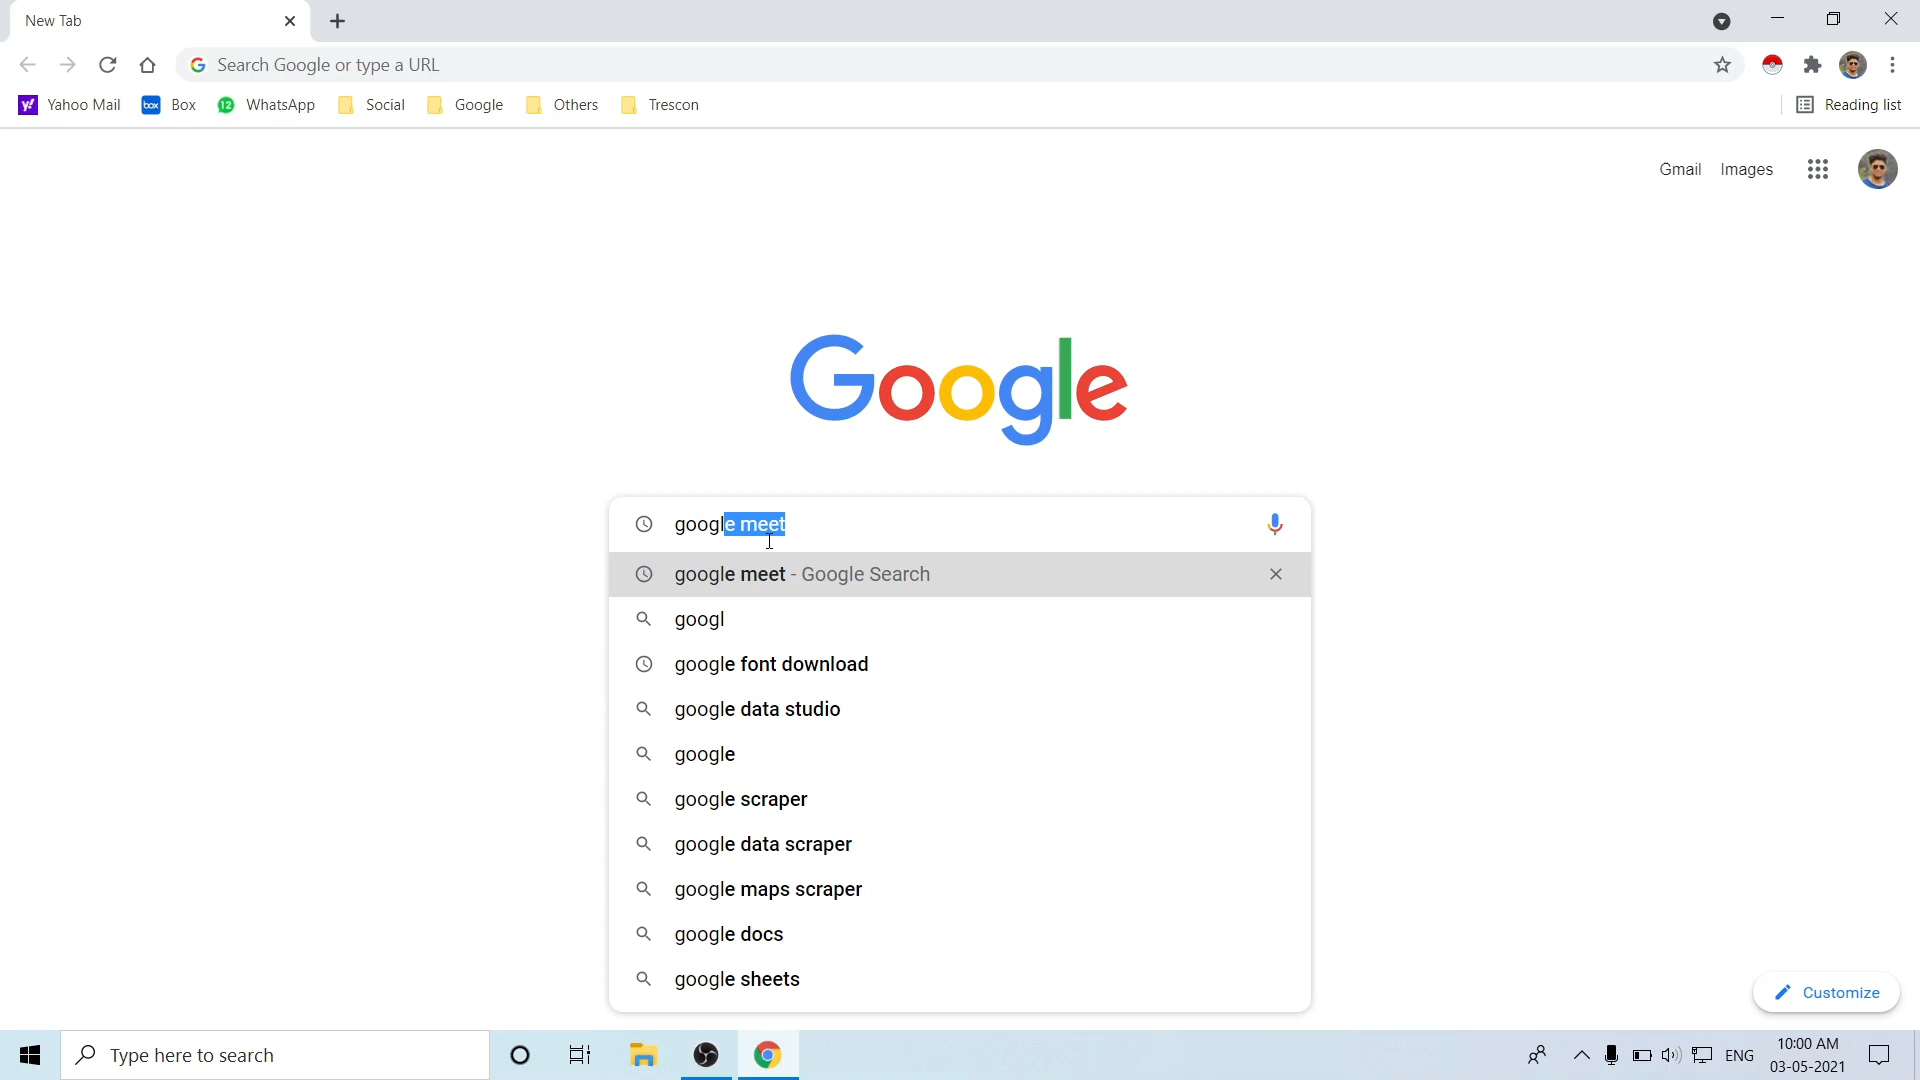 New Tab
Search Google or type a URL
Yahoo Mail box Box 12 WhatsApp Social Google Others Trescon Reading list
Gmail Images
Google
google meet
google meet - Google Search
googl
google font download
google data studio
google
google scraper
google data scraper
google maps scraper
google docs
google sheets
Customize
Type here to search
ENG
10:00 AM
03-05-2021